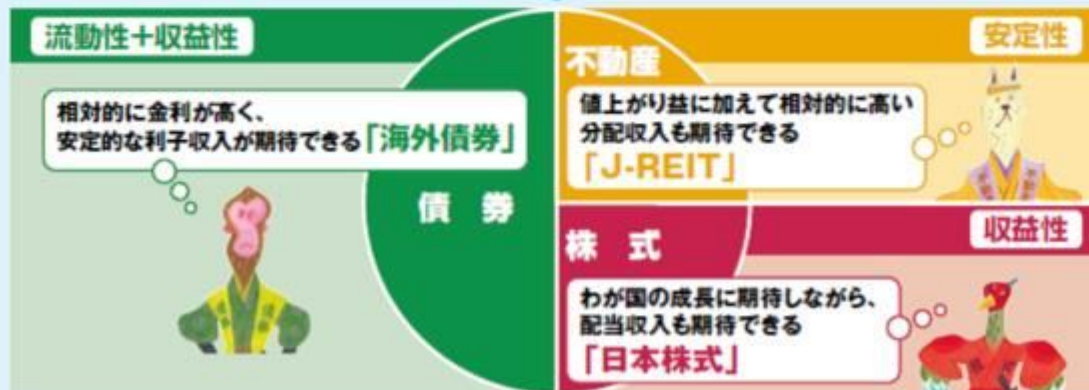 流動性+収益性
相対的に金利が高く、
安定的な利子収入が期待できる「海外債券」
債券
不動産
安定性
値上がり益に加えて相対的に高い
分配収入も期待できる
「J-REIT」
株式
収益性
わが国の成長に期待しながら、
配当収入も期待できる
「日本株式」